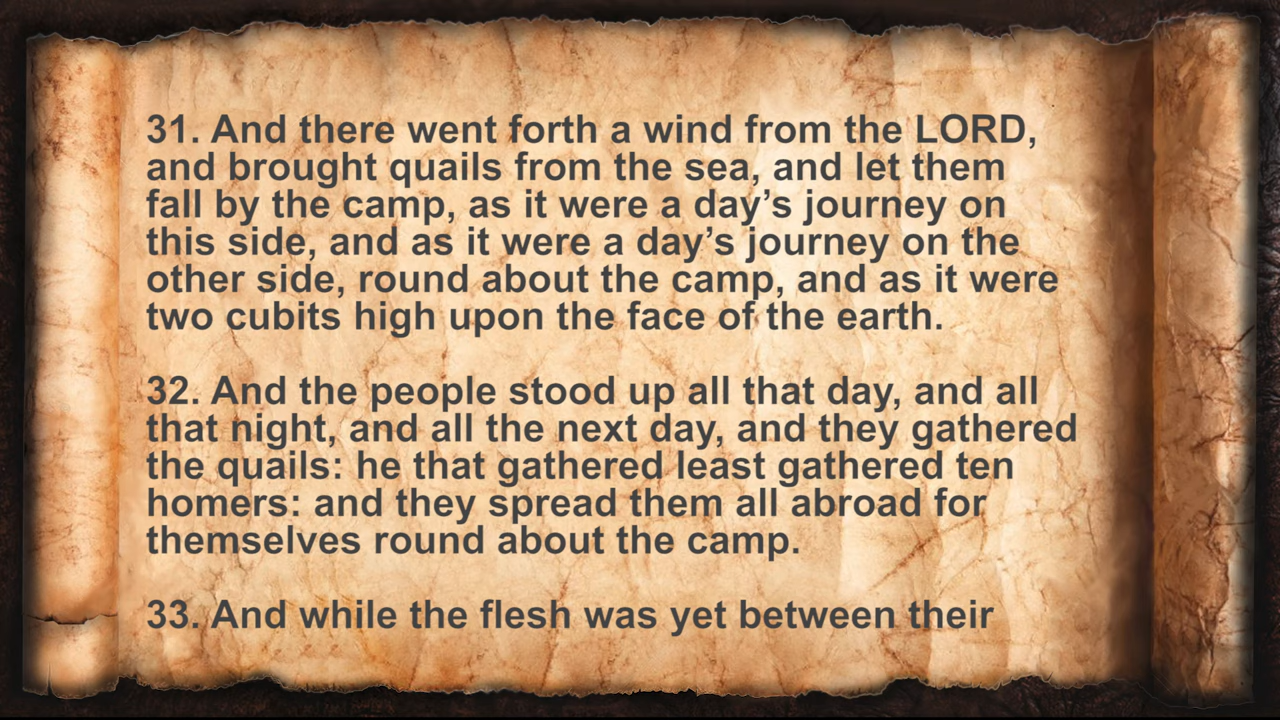 31. And there went forth a wind from the LORD,
and brought quails from the sea, and let them
fall by the camp, as it were a day’s journey on
this side, and as it were a day’s journey on the
other side, round about the camp, and as it were
two cubits high upon the face of the earth.
32. And the people stood up all that day, and all
that night, and all the next day, and they gathered
the quails: he that gathered least gathered ten
homers: and they spread them all abroad for
themselves round about the camp.
33. And while the flesh was yet between their